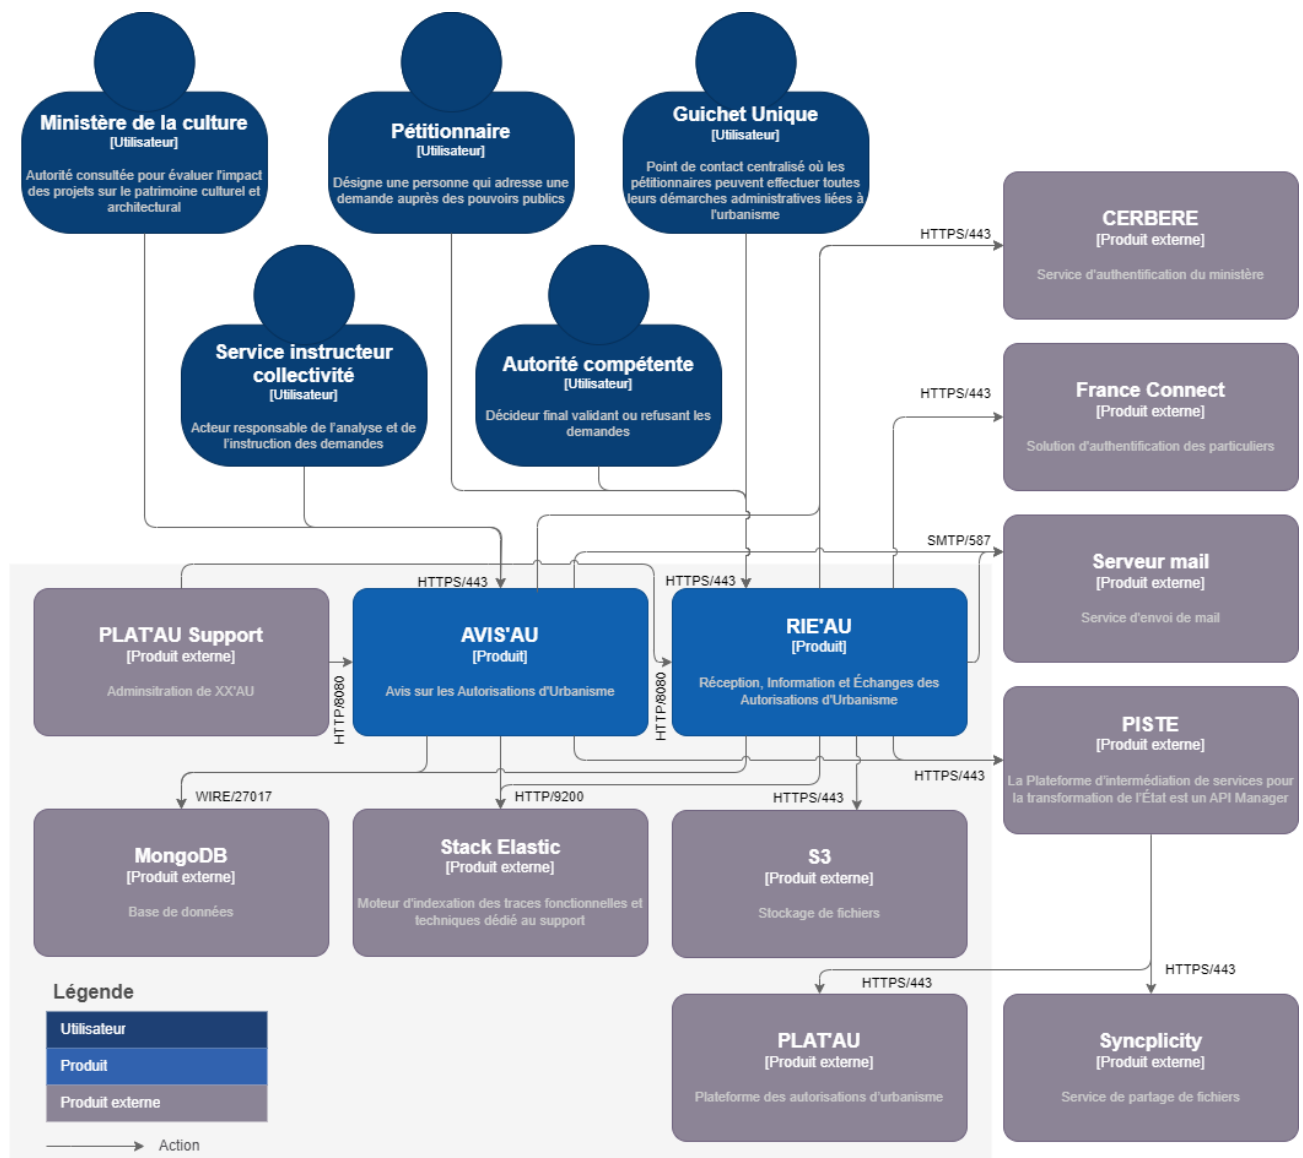 Ministère de la culture
[Utilisateur]
Autorité consultée pour évaluer l'impact
des projets sur le patrimoine culturel et
architectural
Pétitionnaire
[Utilisateur]
Désigne une personne qui adresse une
demande auprès des pouvoirs publics
Guichet Unique
[Utilisateur]
Point de contact centralisé où les
pétitionnaires peuvent effectuer toutes
leurs démarches administratives liées à
l'urbanisme
Service instructeur
collectivité
[Utilisateur]
Acteur responsable de l'analyse et de
l'instruction des demandes
Autorité compétente
[Utilisateur]
Décideur final validant ou refusant les
demandes
HTTPS/443
CERBERE
[Produit externe]
Service d'authentification du ministère
HTTPS/443
France Connect
[Produit externe]
Solution d'authentification des particuliers
SMTP/587
Serveur mail
[Produit externe]
Service d'envoi de mail
HTTPS/443
HTTPS/443
PLAT'AU Support
[Produit externe]
Adminsitration de XX'AU
HTTP/8080
AVIS'AU
[Produit]
Avis sur les Autorisations d'Urbanisme
HTTP/8080
RIE'AU
[Produit]
Réception, Information et Échanges des
Autorisations d'Urbanisme
PISTE
[Produit externe]
La Plateforme d'intermédiation de services pour
la transformation de l'État est un API Manager
HTTPS/443
WIRE/27017
HTTP/9200
HTTPS/443
MongoDB
[Produit externe]
Base de données
Stack Elastic
[Produit externe]
Moteur d'indexation des traces fonctionnelles et
techniques dédié au support
S3
[Produit externe]
Stockage de fichiers
HTTPS/443
HTTPS/443
PLAT'AU
[Produit externe]
Plateforme des autorisations d'urbanisme
Syncplicity
[Produit externe]
Service de partage de fichiers
Légende
Utilisateur
Produit
Produit externe
Action